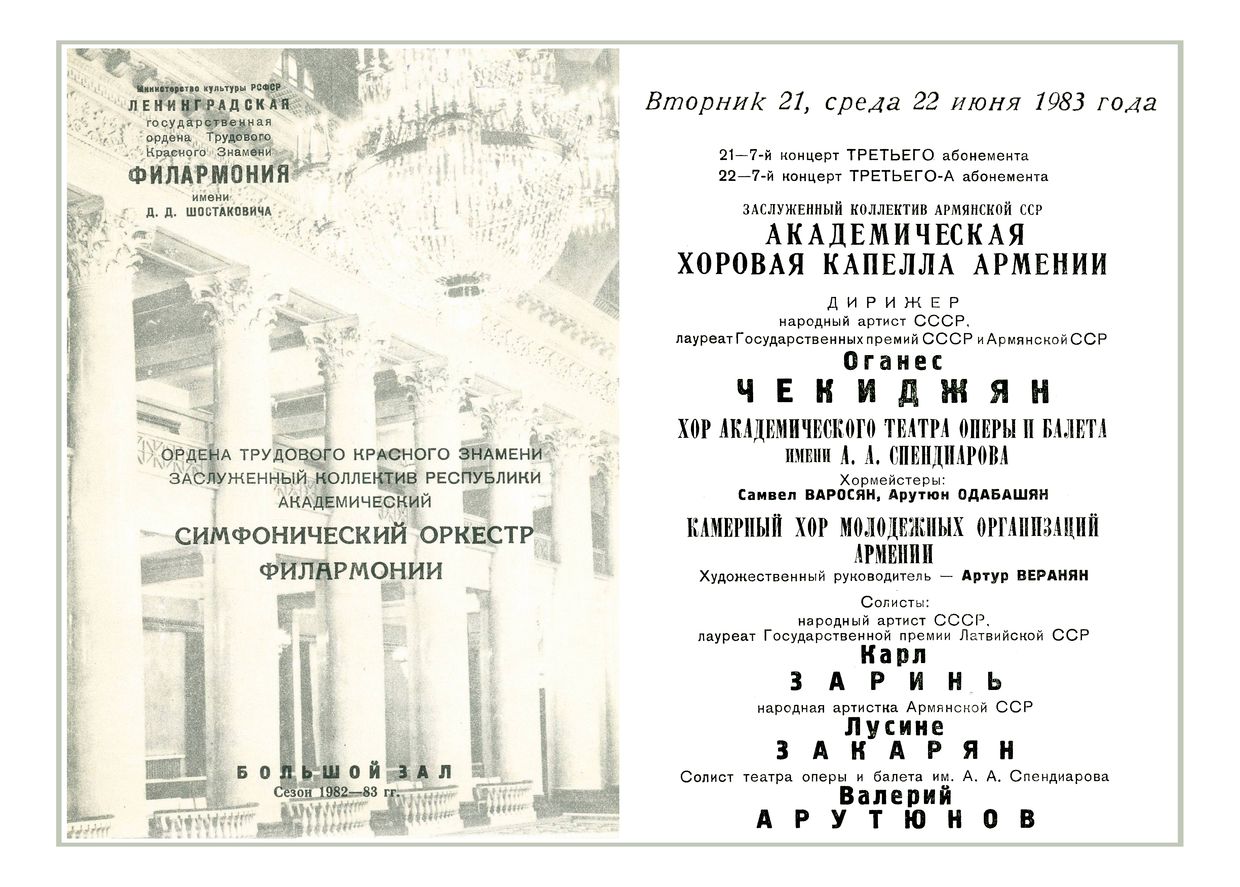 Министерство культуры РСФСР
ЛЕНИНГРАДСКАЯ
государственная
ордена Трудового
Красного Знамени
ФИЛАРМОНИЯ
имени
Д. Д. ШОСТАКОВИЧА
ОРДЕНА ТРУДОВОГО КРАСНОГО ЗНАМЕНИ
ЗАСЛУЖЕННЫЙ КОЛЛЕКТИВ РЕСПУБЛИКИ
АКАДЕМИЧЕСКИЙ
СИМФОНИЧЕСКИЙ ОРКЕСТР
ФИЛАРМОНИИ
БОЛЬШОЙ ЗАЛ
Сезон 1982—83 гг.
Вторник 21, среда 22 июня 1983 года
21—7-й концерт ТРЕТЬЕГО абонемента
22—7-й концерт ТРЕТЬЕГО-А абонемента
ЗАСЛУЖЕННЫЙ КОЛЛЕКТИВ АРМЯНСКОЙ ССР
АКАДЕМИЧЕСКАЯ
ХОРОВАЯ КАПЕЛЛА АРМЕНИИ
ДИРИЖЕР
народный артист СССР,
лауреат Государственных премий СССР и Армянской ССР
Оганес
ЧЕКИДЖЯН
ХОР АКАДЕМИЧЕСКОГО ТЕАТРА ОПЕРЫ И БАЛЕТА
ИМЕНИ А. А. СПЕНДИАРОВА
Хормейстеры:
Самвел ВАРОСЯН, Арутюн ОДАБАШЯН
КАМЕРНЫЙ ХОР МОЛОДЕЖНЫХ ОРГАНИЗАЦИЙ
АРМЕНИИ
Художественный руководитель — Артур ВЕРАНЯН
Солисты:
народный артист СССР,
лауреат Государственной премии Латвийской ССР
Карл
ЗАРИНЬ
народная артистка Армянской ССР
Лусине
ЗАКАРЯН
Солист театра оперы и балета им. А. А. Спендиарова
Валерий
АРУТЮНОВ